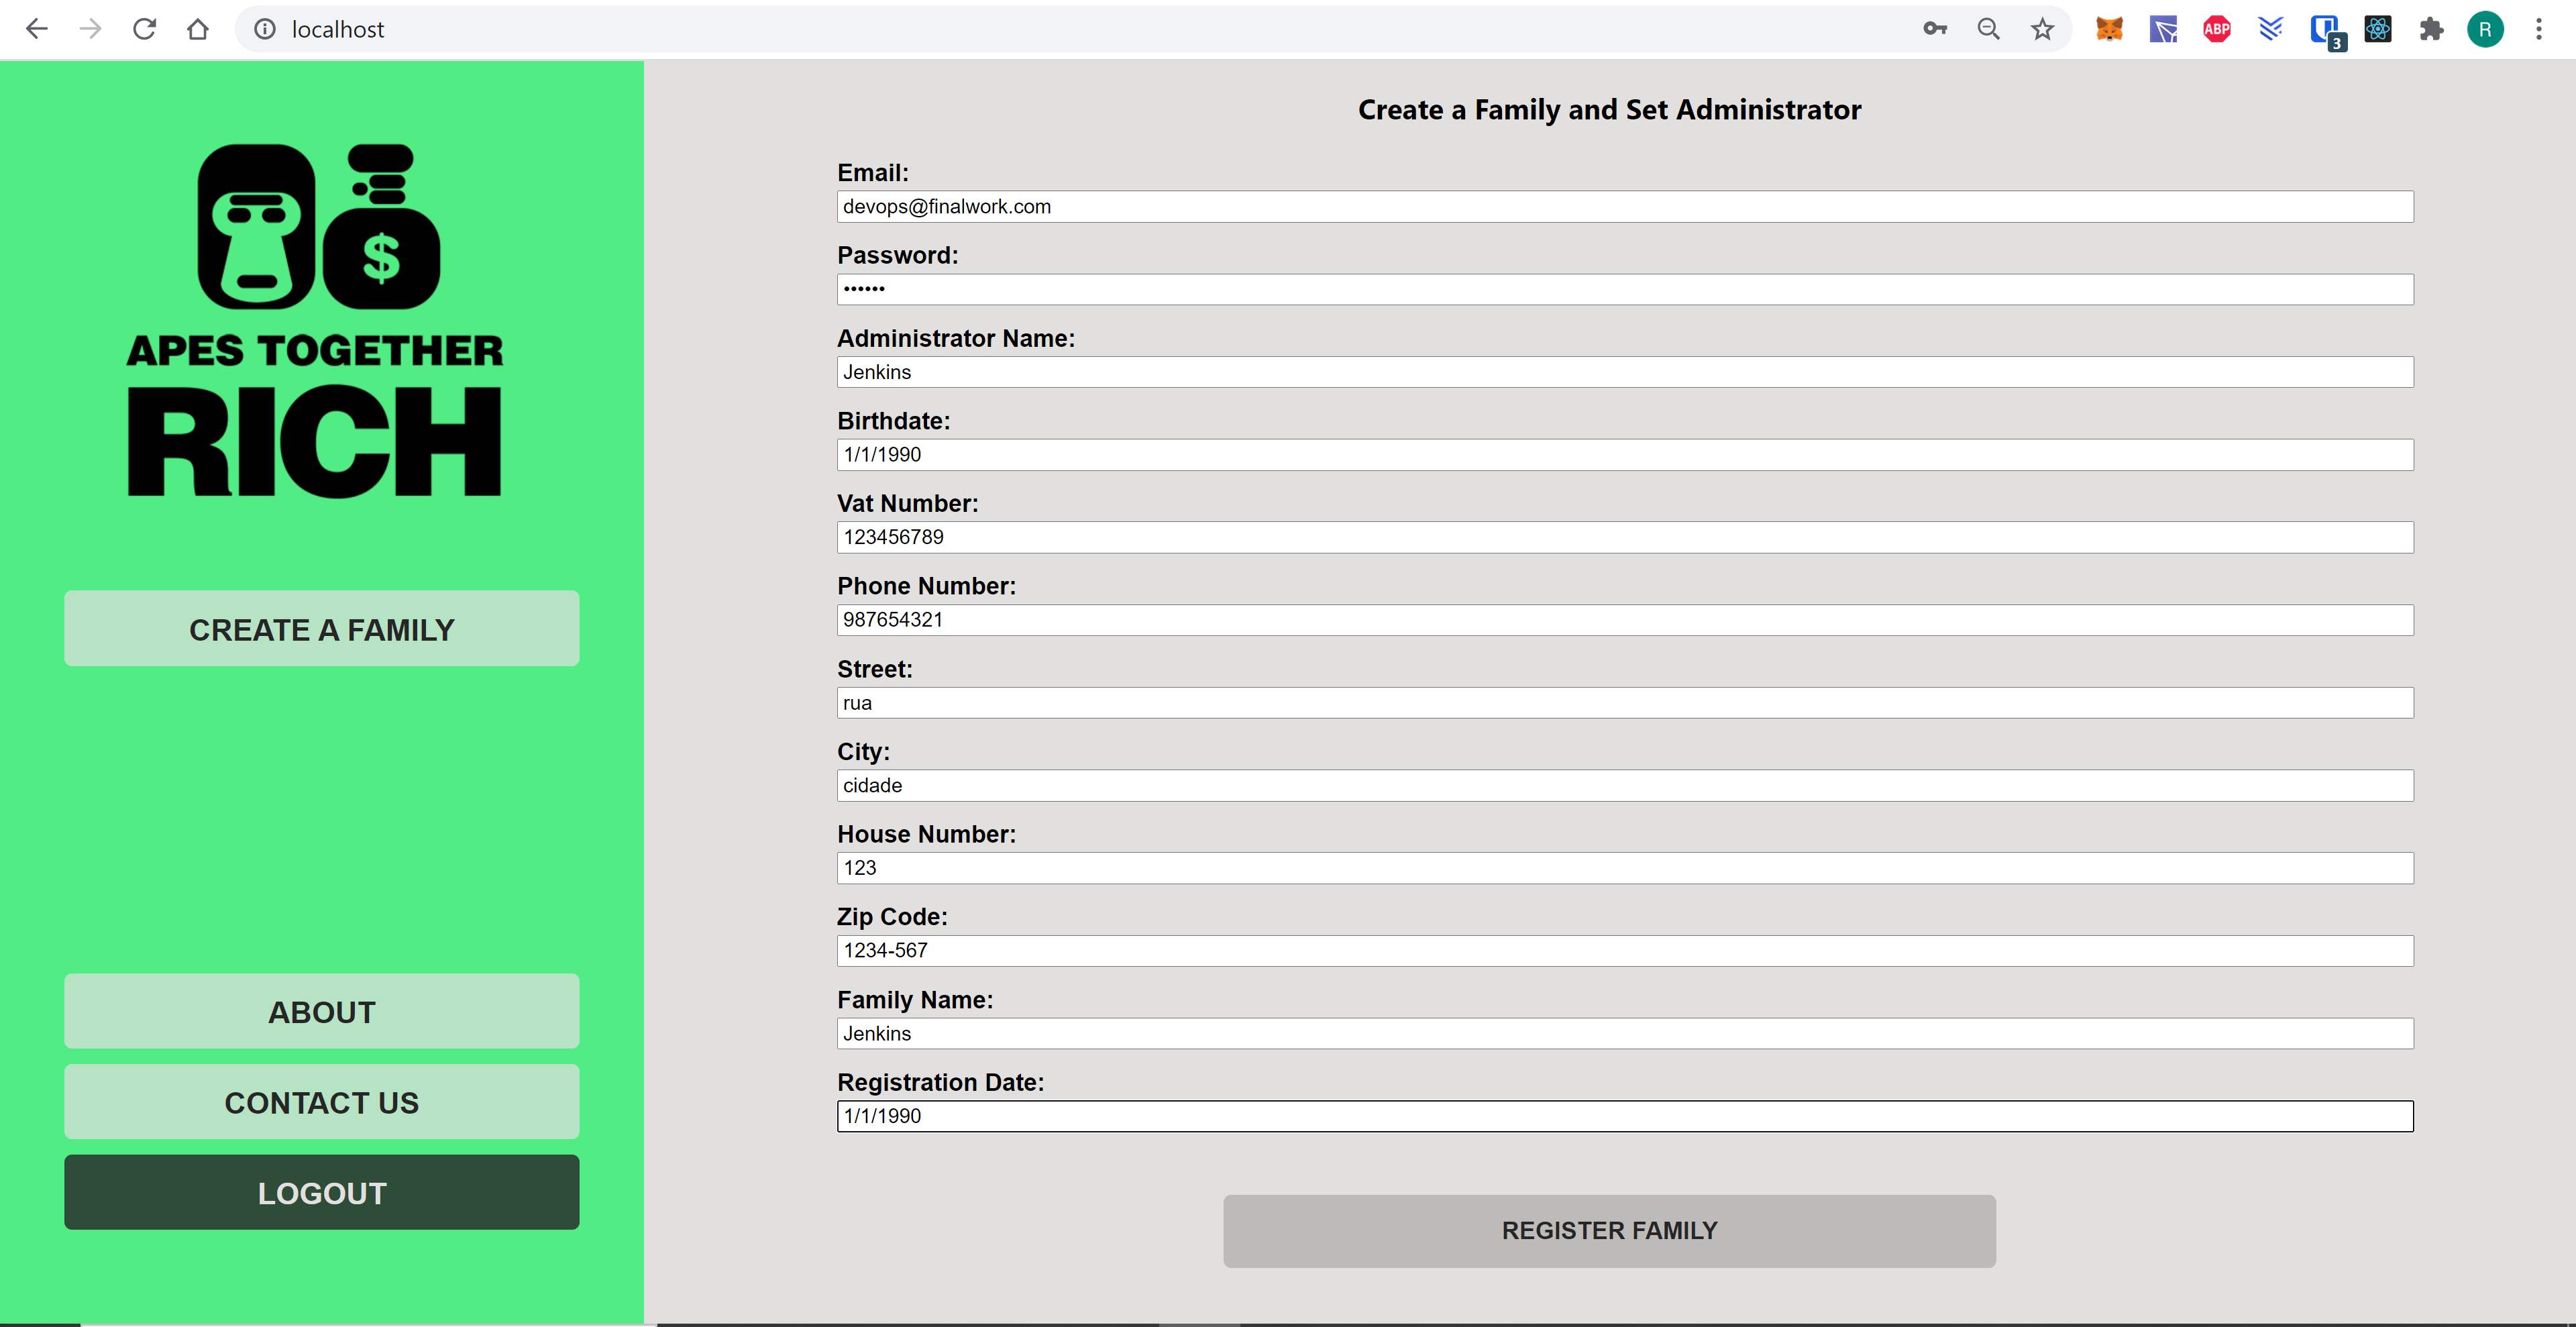 localhost
ABP
3
R
$
APES TOGETHER
RICH
CREATE A FAMILY
ABOUT
CONTACT US
LOGOUT
Create a Family and Set Administrator
Email:
devops@finalwork.com
Password:
••••••
Administrator Name:
Jenkins
Birthdate:
1/1/1990
Vat Number:
123456789
Phone Number:
987654321
Street:
rua
City:
cidade
House Number:
123
Zip Code:
1234-567
Family Name:
Jenkins
Registration Date:
1/1/1990
REGISTER FAMILY